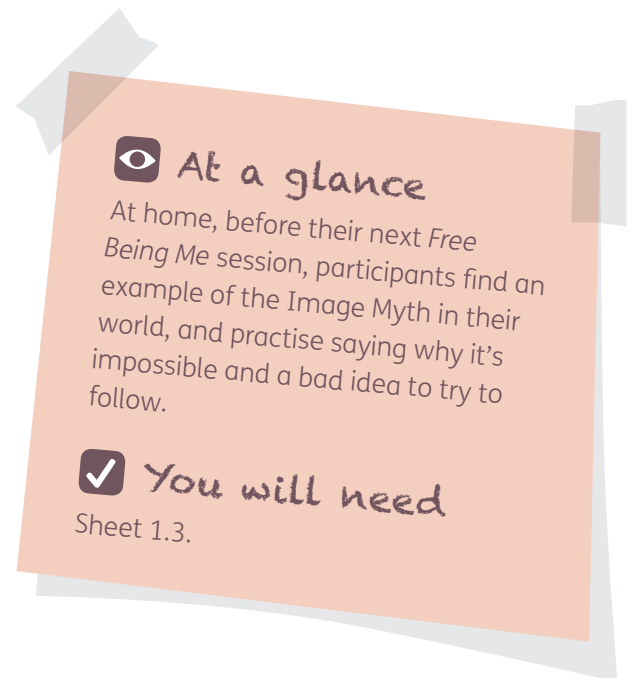 At a glance
At home, before their next Free
Being Me session, participants find an
example of the Image Myth in their
world, and practise saying why it’s
impossible and a bad idea to try to
follow.
You will need
Sheet 1.3.